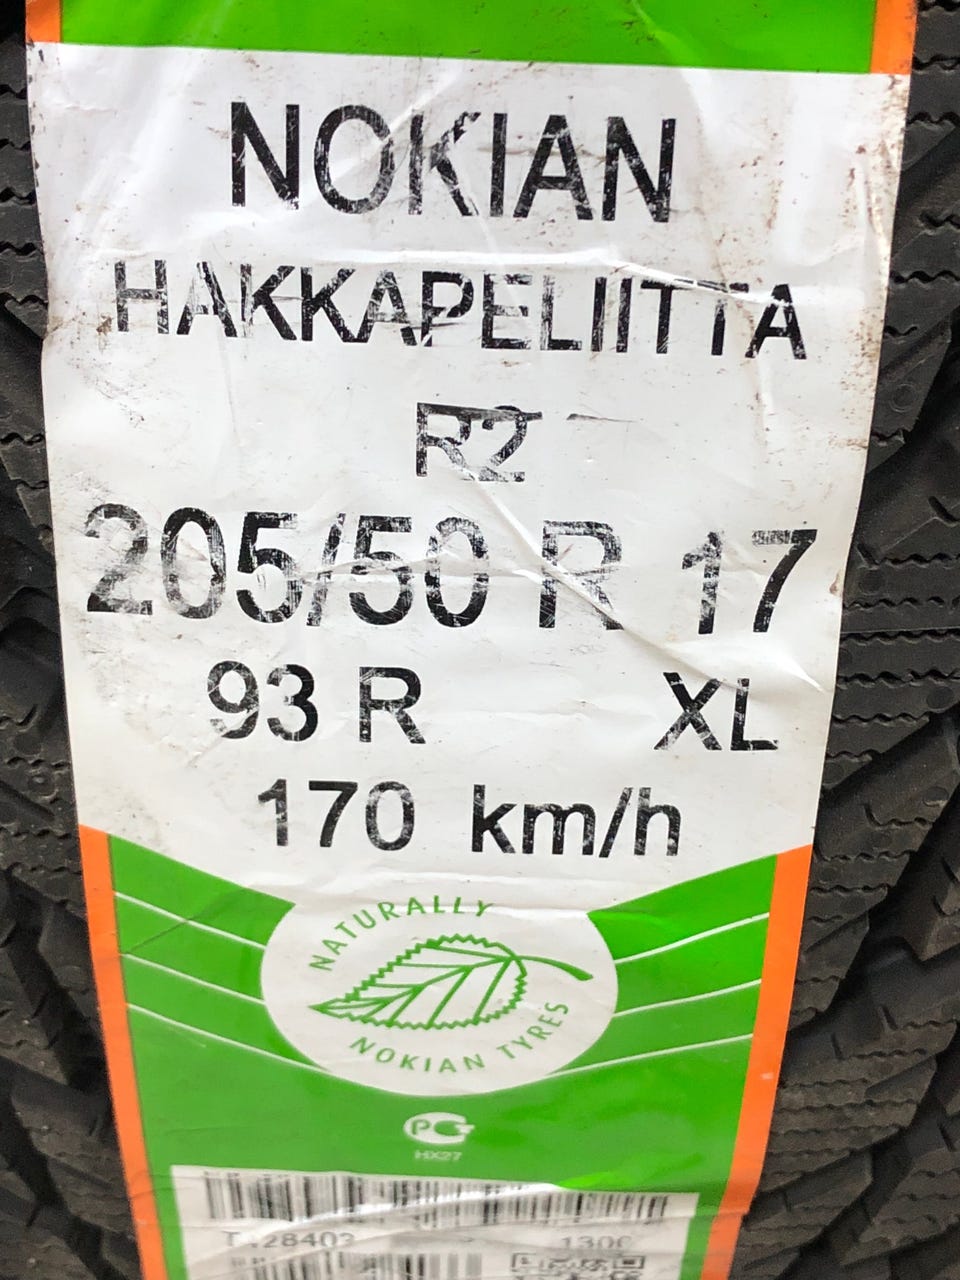 NOKIAN
HAKKAPELIITTA
R2
205/50 R 17
93 R XL
170 km/h
NATURALLY
NOKIAN TYRES
PCT
HX27